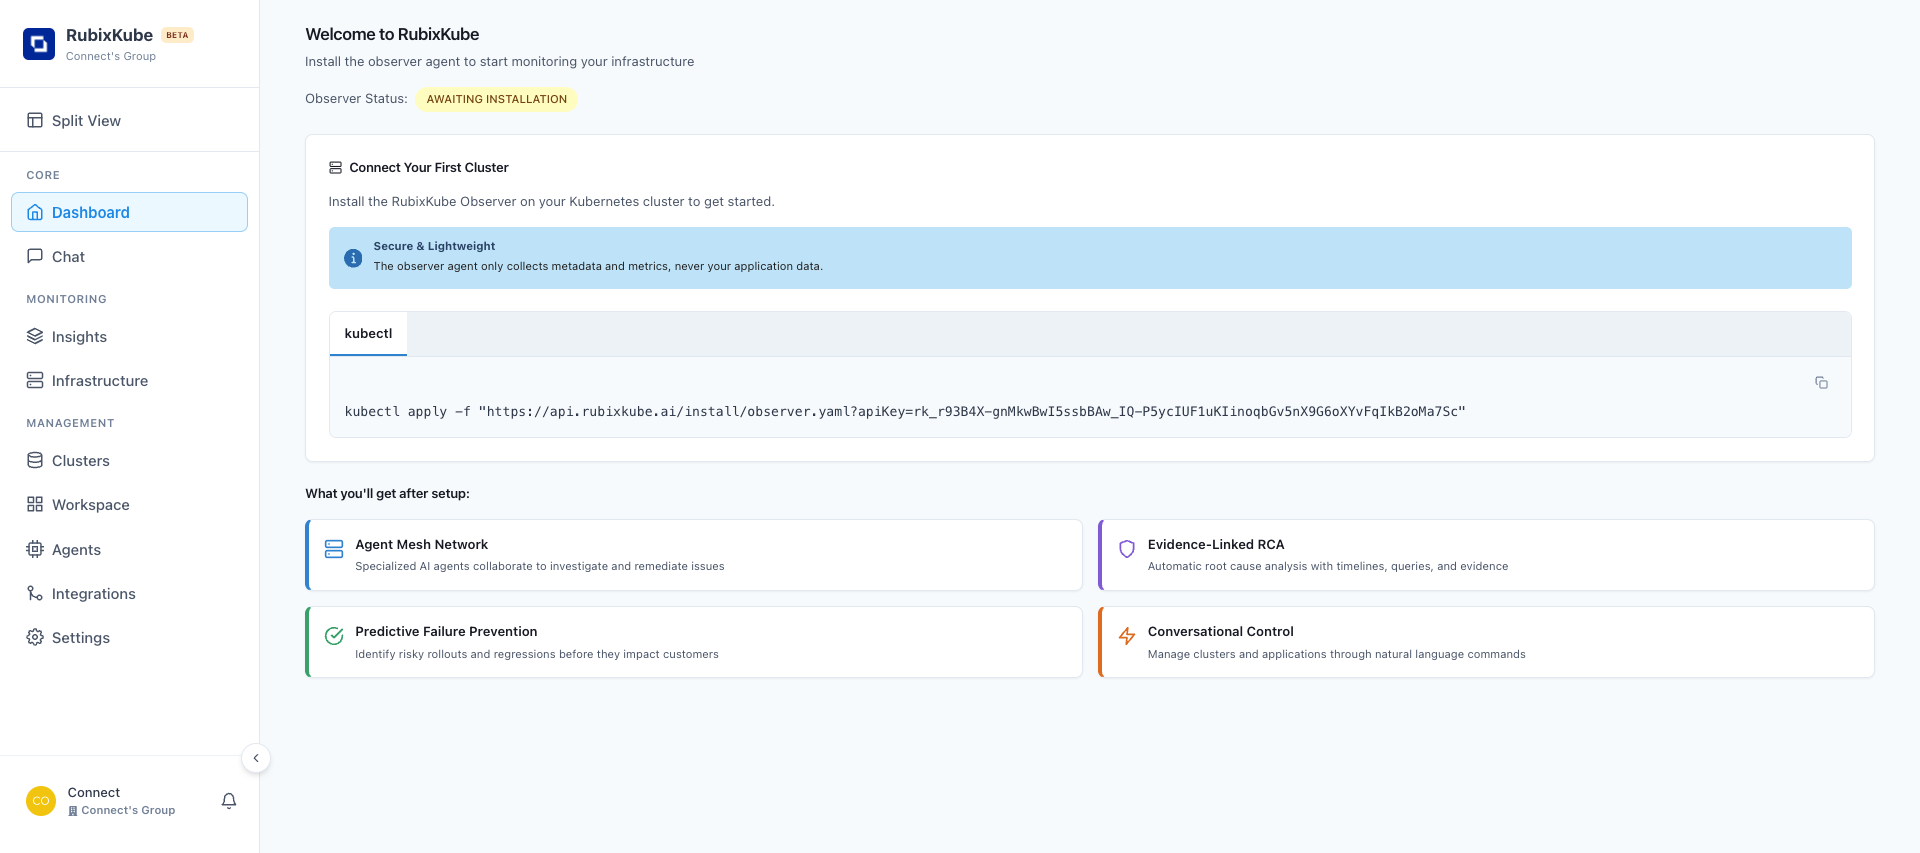 RubixKube BETA
Connect's Group
Split View
CORE
Dashboard
Chat
MONITORING
Insights
Infrastructure
MANAGEMENT
Clusters
Workspace
Agents
Integrations
Settings
CO
Connect
Connect's Group
Welcome to RubixKube
Install the observer agent to start monitoring your infrastructure
Observer Status: AWAITING INSTALLATION
Connect Your First Cluster
Install the RubixKube Observer on your Kubernetes cluster to get started.
Secure & Lightweight
The observer agent only collects metadata and metrics, never your application data.
kubectl
kubectl apply -f "https://api.rubixkube.ai/install/observer.yaml?apiKey=rk_r93B4X-gnMkwBwI5ssbBAw_IQ-P5ycIUF1uKIinoqbGv5nX9G6oXYvFqIkB2oMa7Sc"
What you'll get after setup:
Agent Mesh Network
Specialized AI agents collaborate to investigate and remediate issues
Evidence-Linked RCA
Automatic root cause analysis with timelines, queries, and evidence
Predictive Failure Prevention
Identify risky rollouts and regressions before they impact customers
Conversational Control
Manage clusters and applications through natural language commands